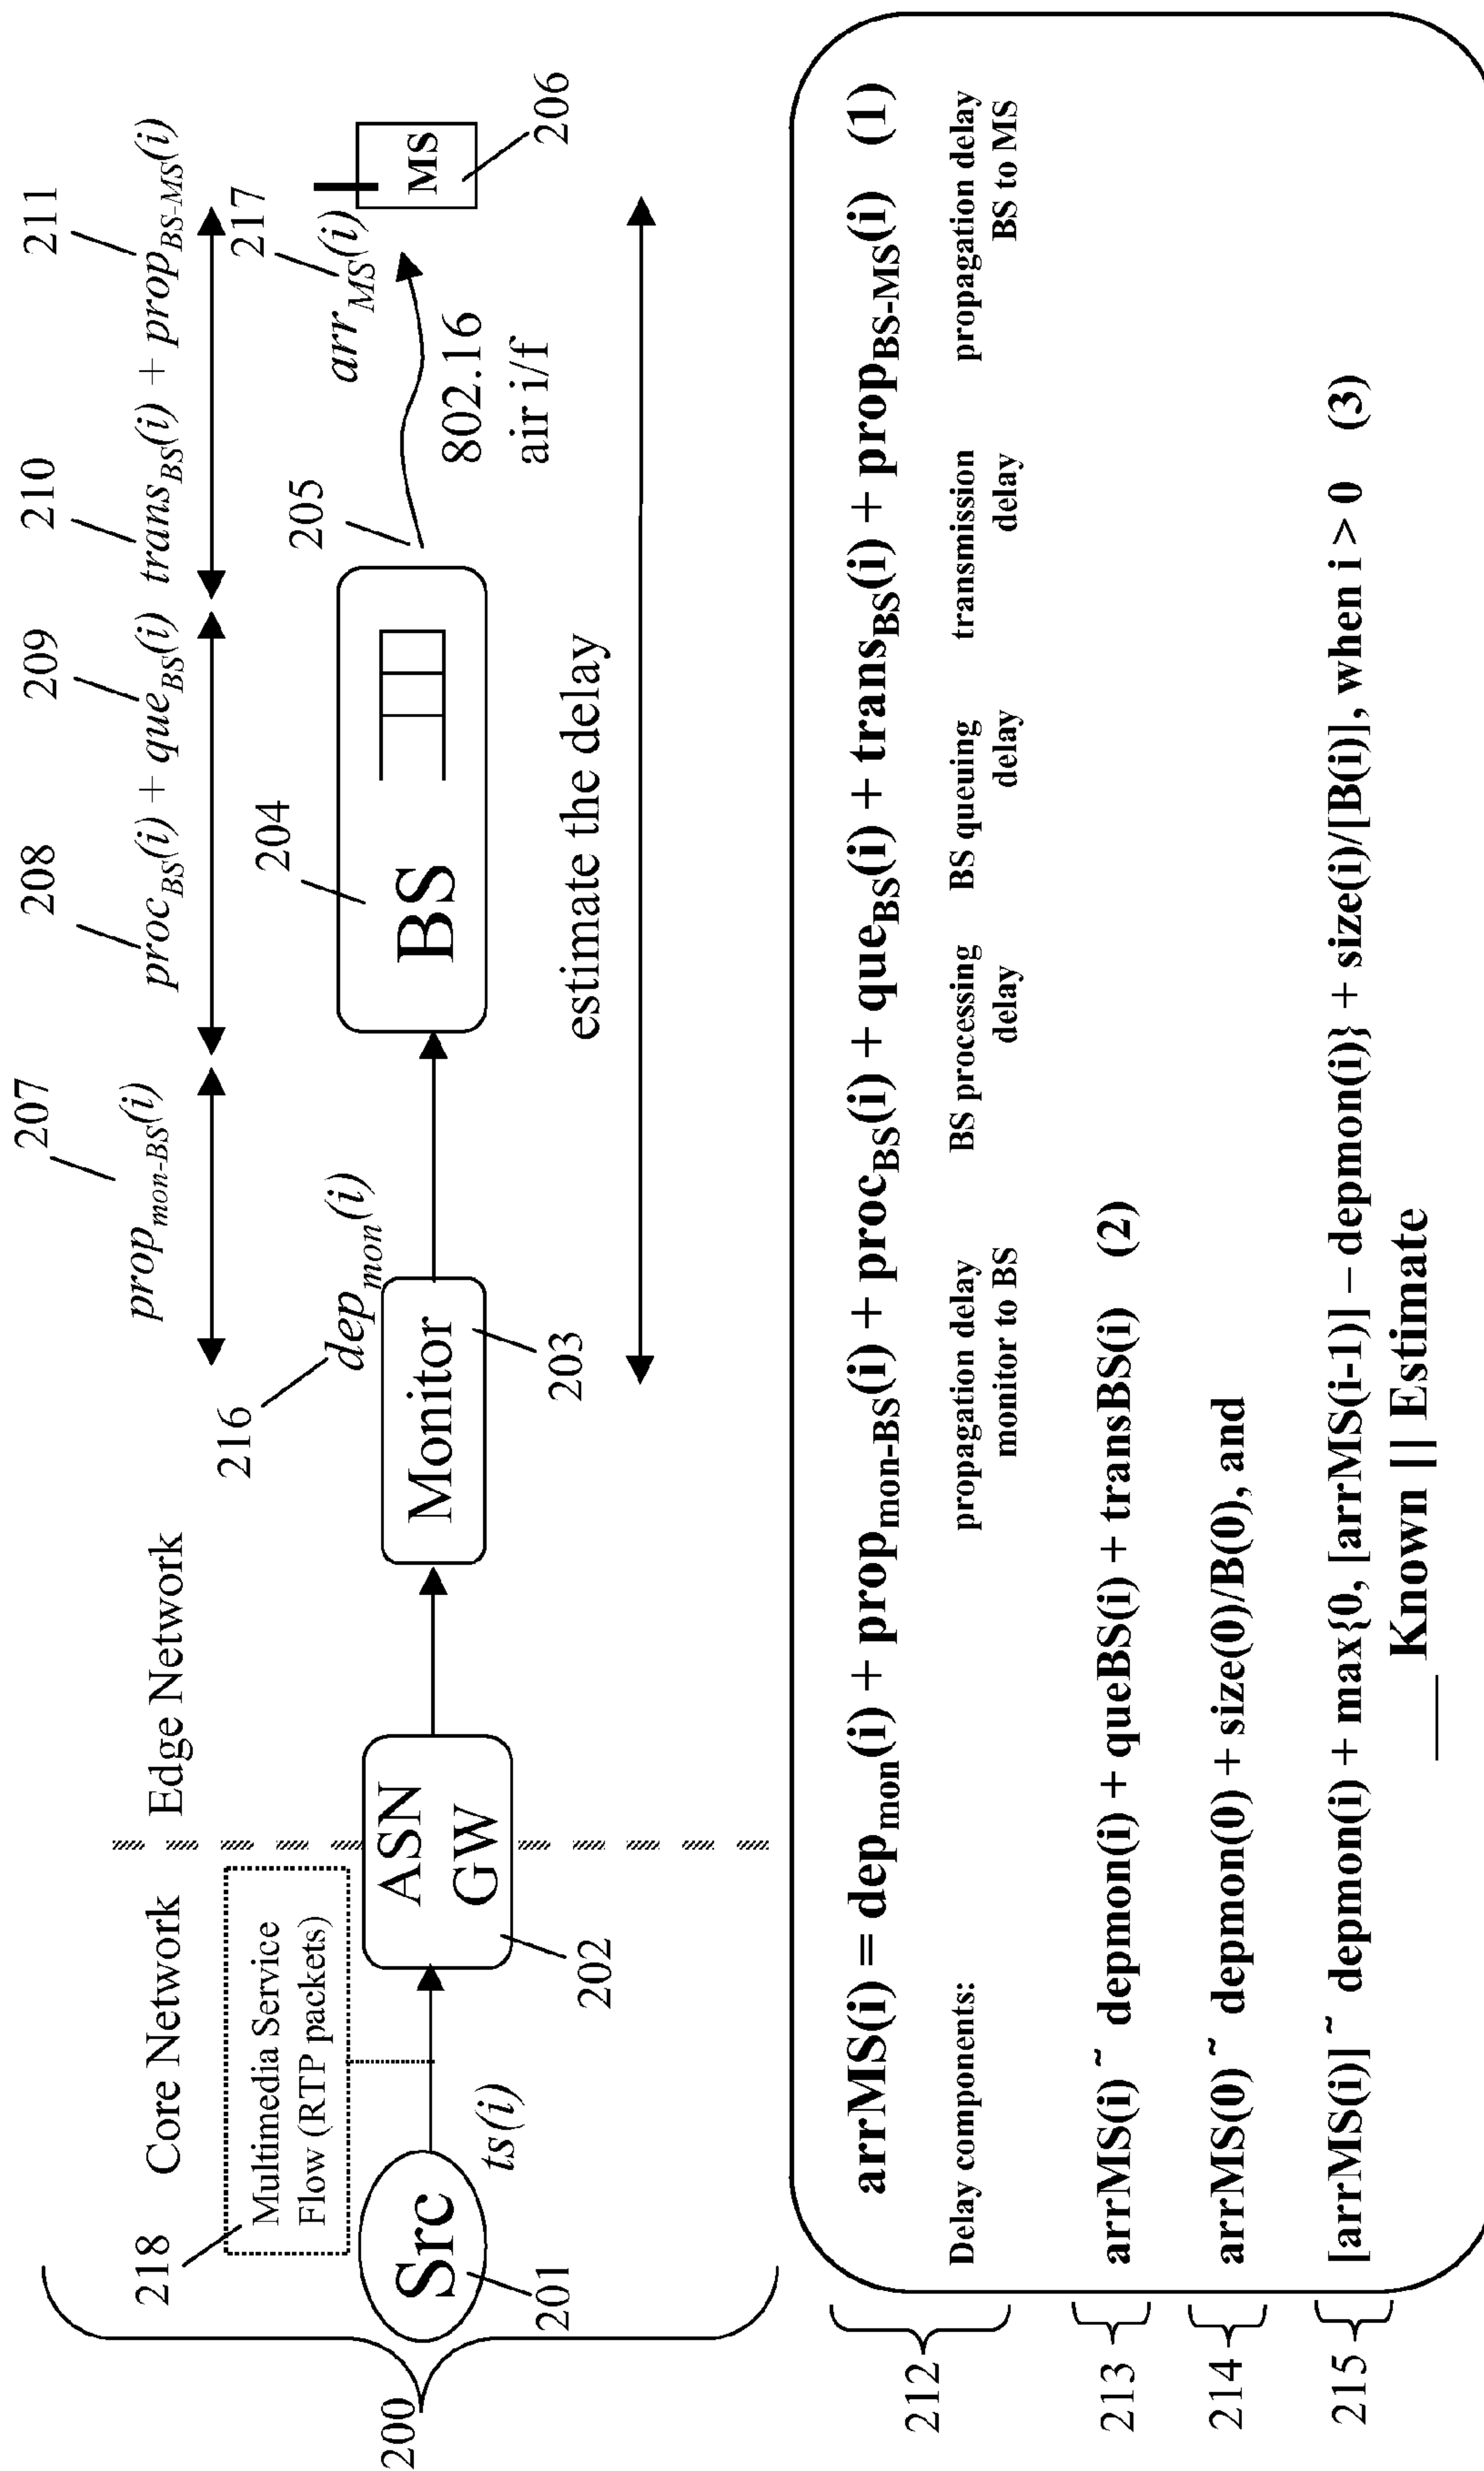 207
208
209
210
211
prop_mon-BS(i)
proc_BS(i) + que_BS(i)
trans_BS(i) + prop_BS-MS(i)
Core Network
Edge Network
218
Multimedia Service
Flow (RTP packets)
216
dep_mon(i)
204
205
217
arr_MS(i)
200
Src
201
ts(i)
ASN
GW
202
Monitor
203
BS
802.16
air i/f
MS
206
estimate the delay
212
arrMS(i) = dep_mon(i) + prop_mon-BS(i) + proc_BS(i) + que_BS(i) + trans_BS(i) + prop_BS-MS(i) (1)
Delay components:
propagation delay
monitor to BS
BS processing
delay
BS queuing
delay
transmission
delay
propagation delay
BS to MS
213
arrMS(i) ~ depmon(i) + queBS(i) + transBS(i) (2)
214
arrMS(0) ~ depmon(0) + size(0)/B(0), and
215
[arrMS(i)] ~ depmon(i) + max{0, [arrMS(i-1)] – depmon(i)} + size(i)/[B(i)], when i > 0 (3)
__ Known || Estimate